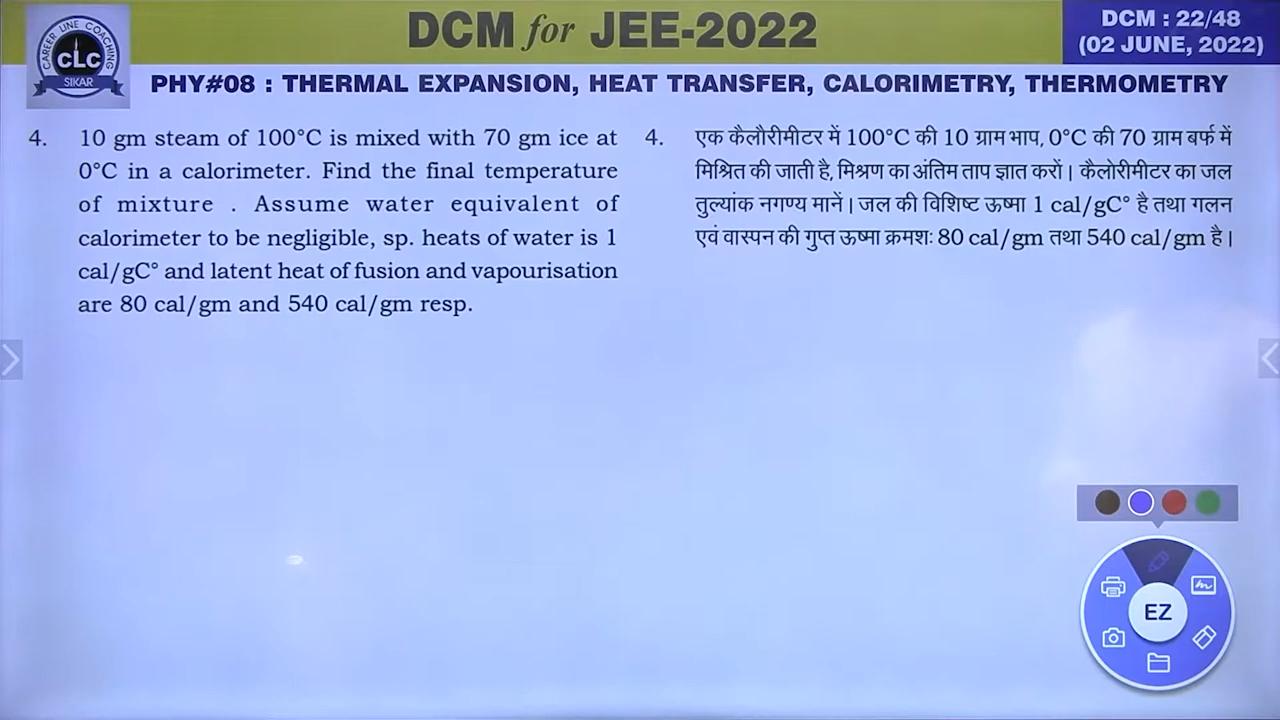 DCM for JEE-2022
DCM : 22/48
(02 JUNE, 2022)
CAREER LINE COACHING
CLC
SIKAR
PHY#08 : THERMAL EXPANSION, HEAT TRANSFER, CALORIMETRY, THERMOMETRY
4. 10 gm steam of 100°C is mixed with 70 gm ice at
0°C in a calorimeter. Find the final temperature
of mixture . Assume water equivalent of
calorimeter to be negligible, sp. heats of water is 1
cal/gC° and latent heat of fusion and vapourisation
are 80 cal/gm and 540 cal/gm resp.
4. एक कैलौरीमीटर में 100°C की 10 ग्राम भाप, 0°C की 70 ग्राम बर्फ में
मिश्रित की जाती है, मिश्रण का अंतिम ताप ज्ञात करों। कैलोरीमीटर का जल
तुल्यांक नगण्य मानें। जल की विशिष्ट ऊष्मा 1 cal/gC° है तथा गलन
एवं वास्पन की गुप्त ऊष्मा क्रमशः 80 cal/gm तथा 540 cal/gm है।
EZ